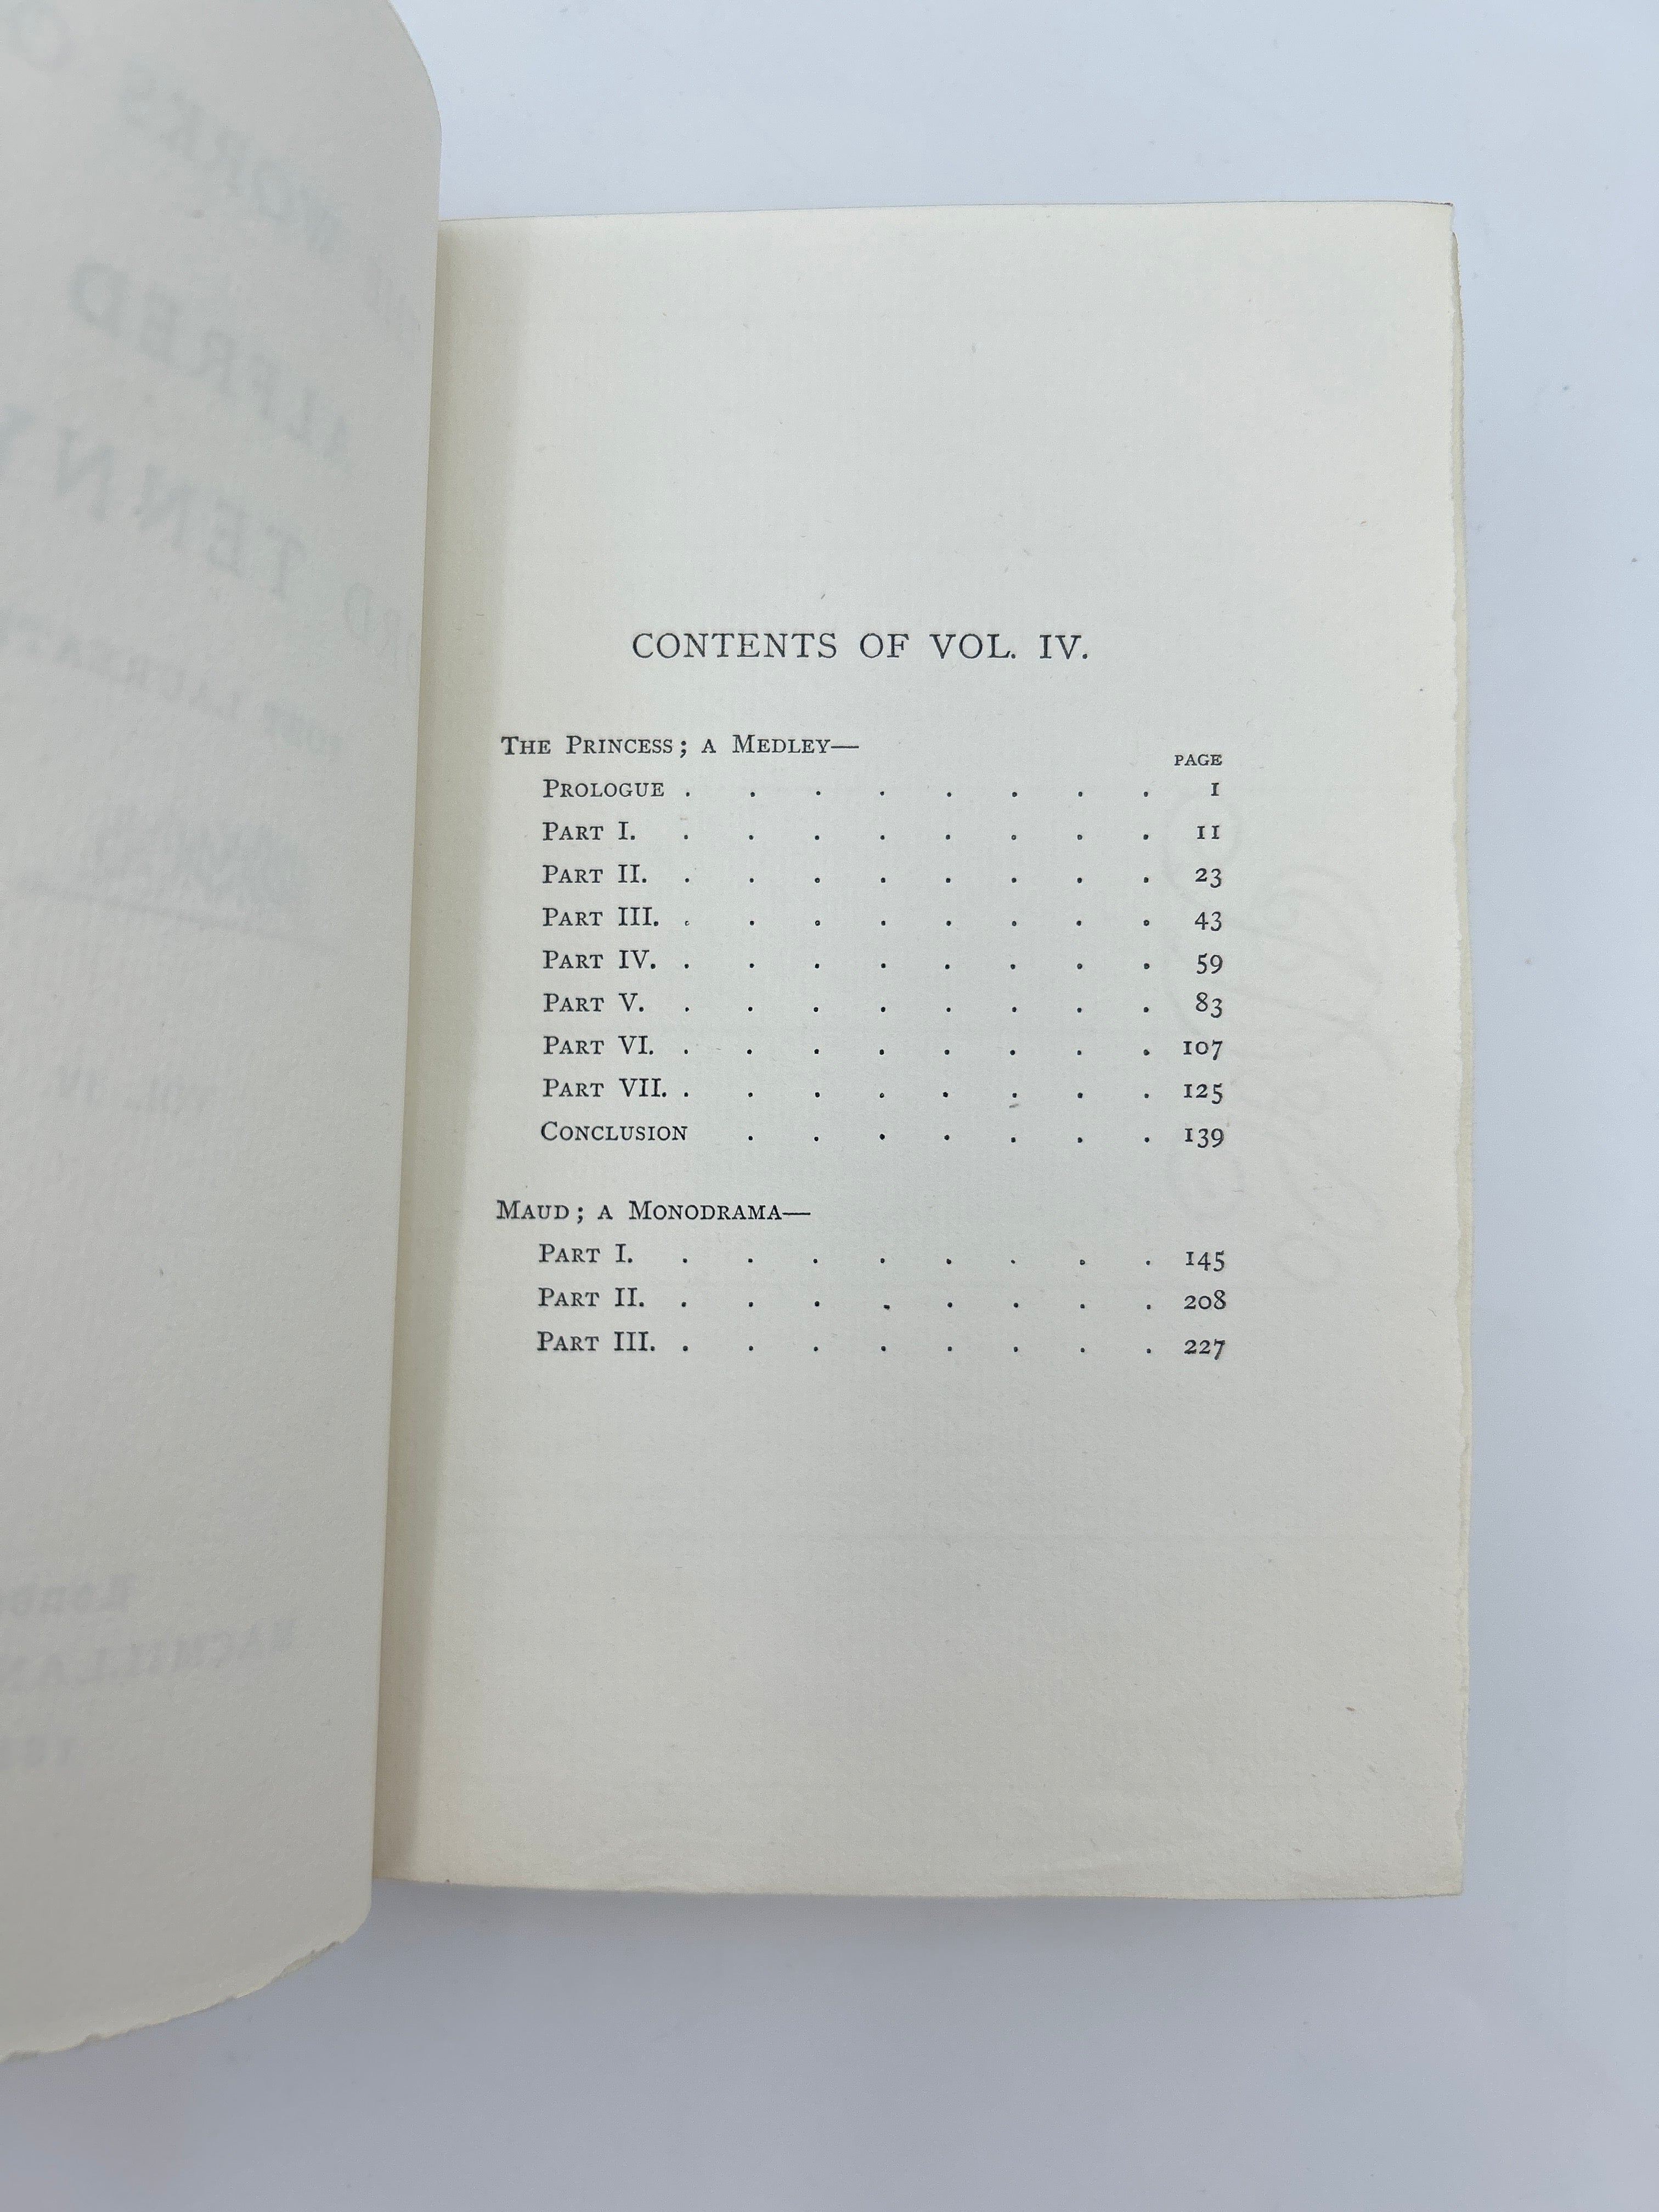 CONTENTS OF VOL. IV.
THE PRINCESS; A MEDLEY—
PAGE
PROLOGUE . . . . . . . . 1
PART I. . . . . . . . . 11
PART II. . . . . . . . . 23
PART III. . . . . . . . . 43
PART IV. . . . . . . . . 59
PART V. . . . . . . . . 83
PART VI. . . . . . . . . 107
PART VII. . . . . . . . . 125
CONCLUSION . . . . . . . 139
MAUD; A MONODRAMA—
PART I. . . . . . . . . 145
PART II. . . . . . . . . 208
PART III. . . . . . . . . 227